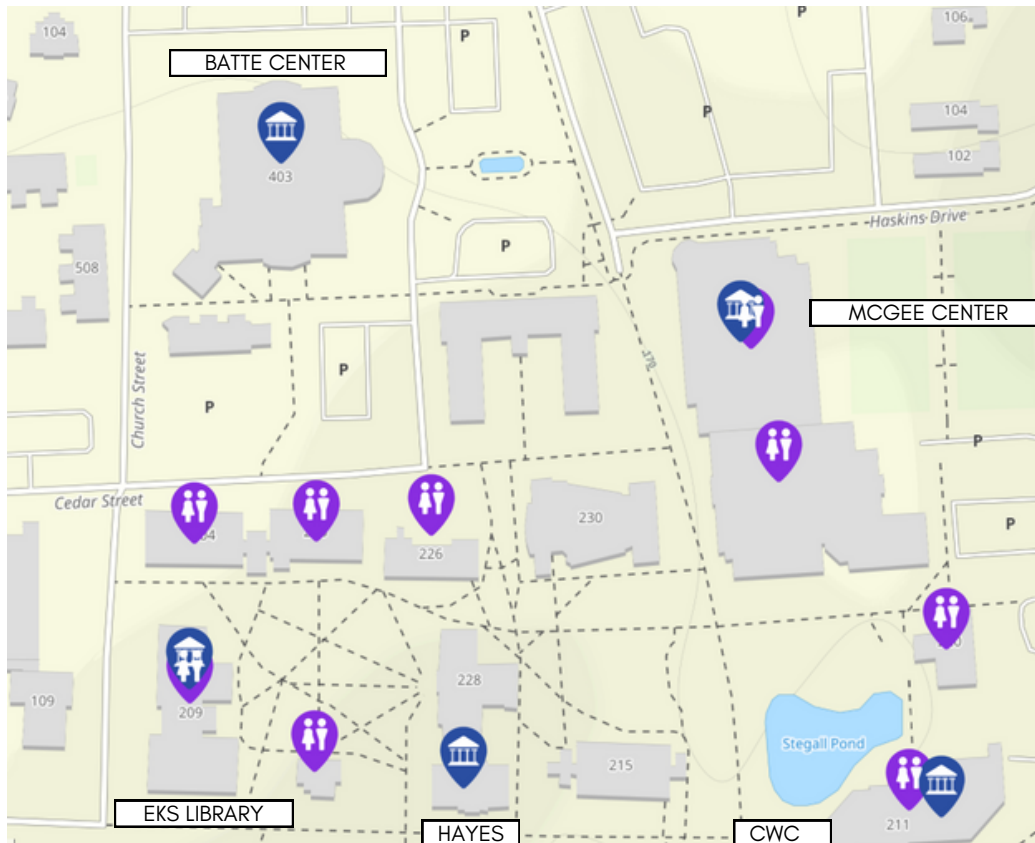 104
P
P
106
BATTE CENTER
403
P
104
102
Haskins Drive
508
P
MCGEE CENTER
Church Street
P
P
170
P
Cedar Street
230
P
226
109
209
228
Stegall Pond
215
EKS LIBRARY
HAYES
CWC
211